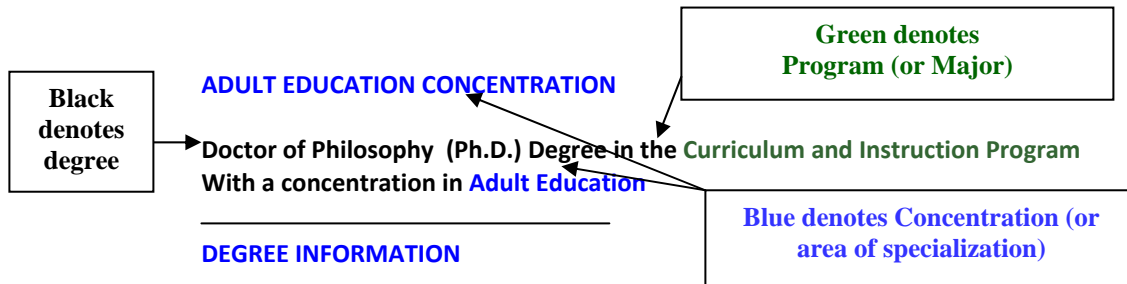 Green denotes
Program (or Major)
ADULT EDUCATION CONCENTRATION
Black
denotes
degree
Doctor of Philosophy (Ph.D.) Degree in the Curriculum and Instruction Program
With a concentration in Adult Education
Blue denotes Concentration (or
area of specialization)
DEGREE INFORMATION